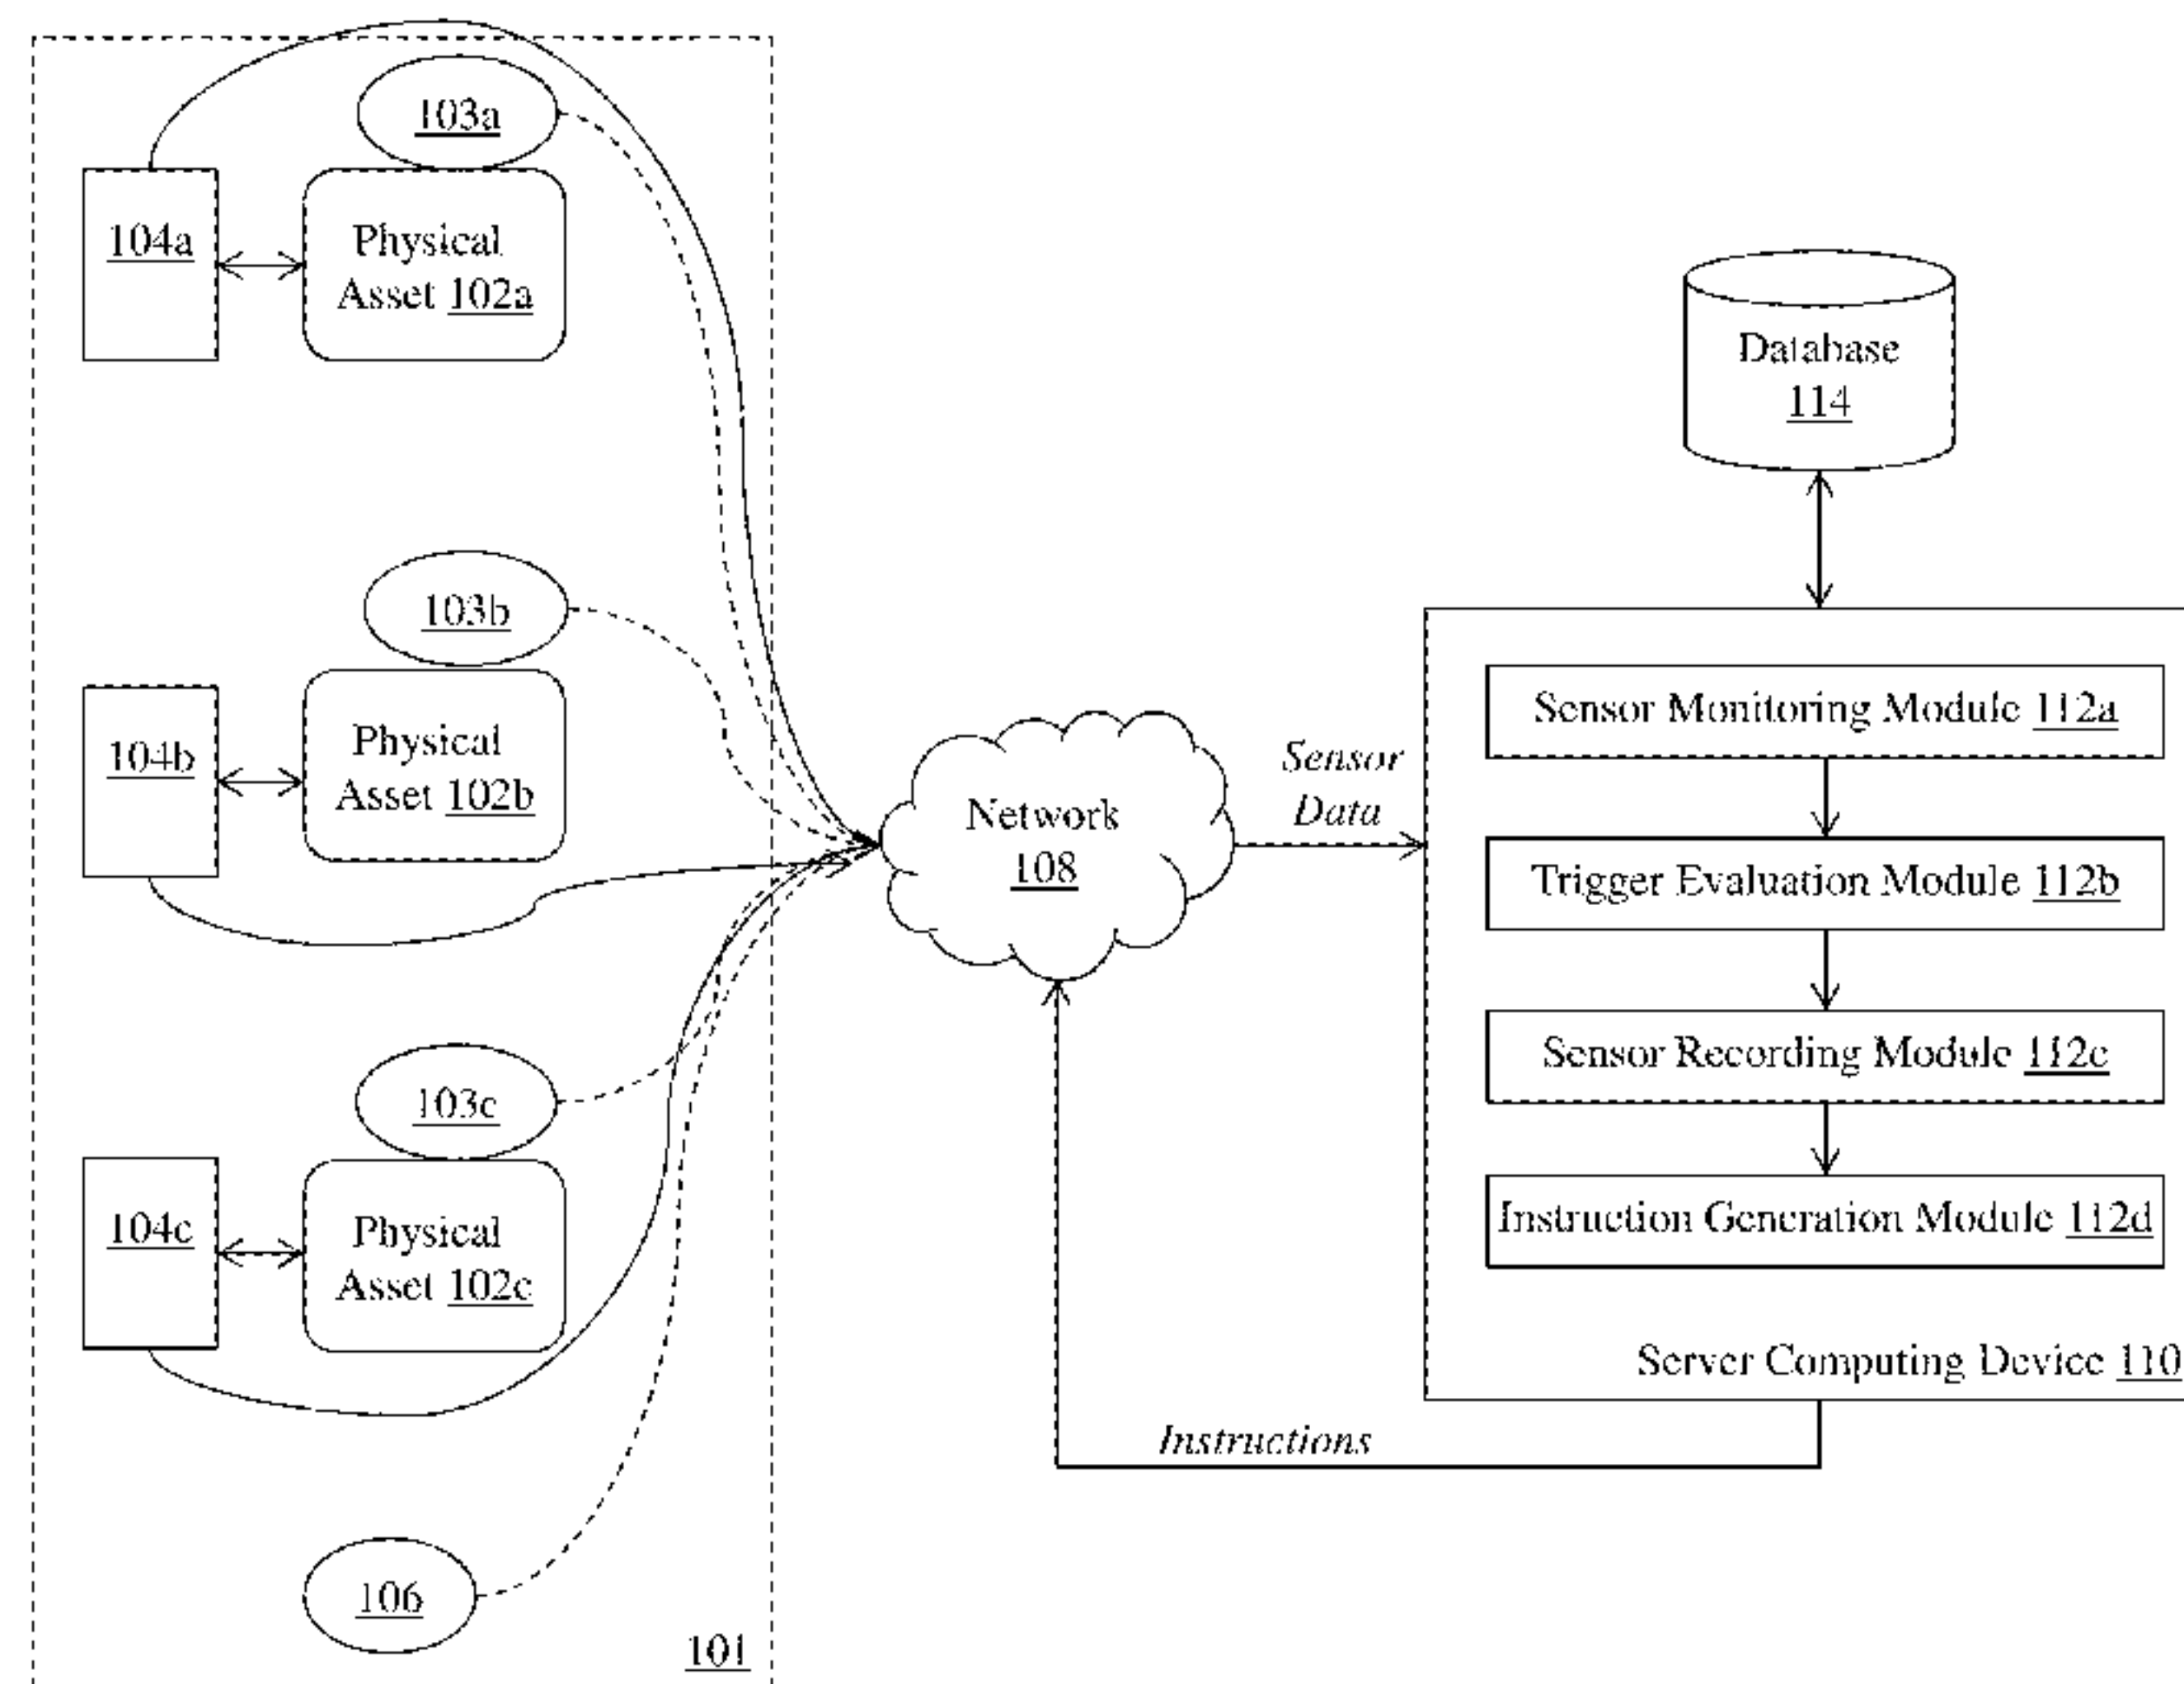 103a
104a
Physical
Asset 102a
103b
104b
Physical
Asset 102b
103c
104c
Physical
Asset 102c
106
101
Network
108
Sensor
Data
Instructions
Database
114
Sensor Monitoring Module 112a
Trigger Evaluation Module 112b
Sensor Recording Module 112c
Instruction Generation Module 112d
Server Computing Device 110